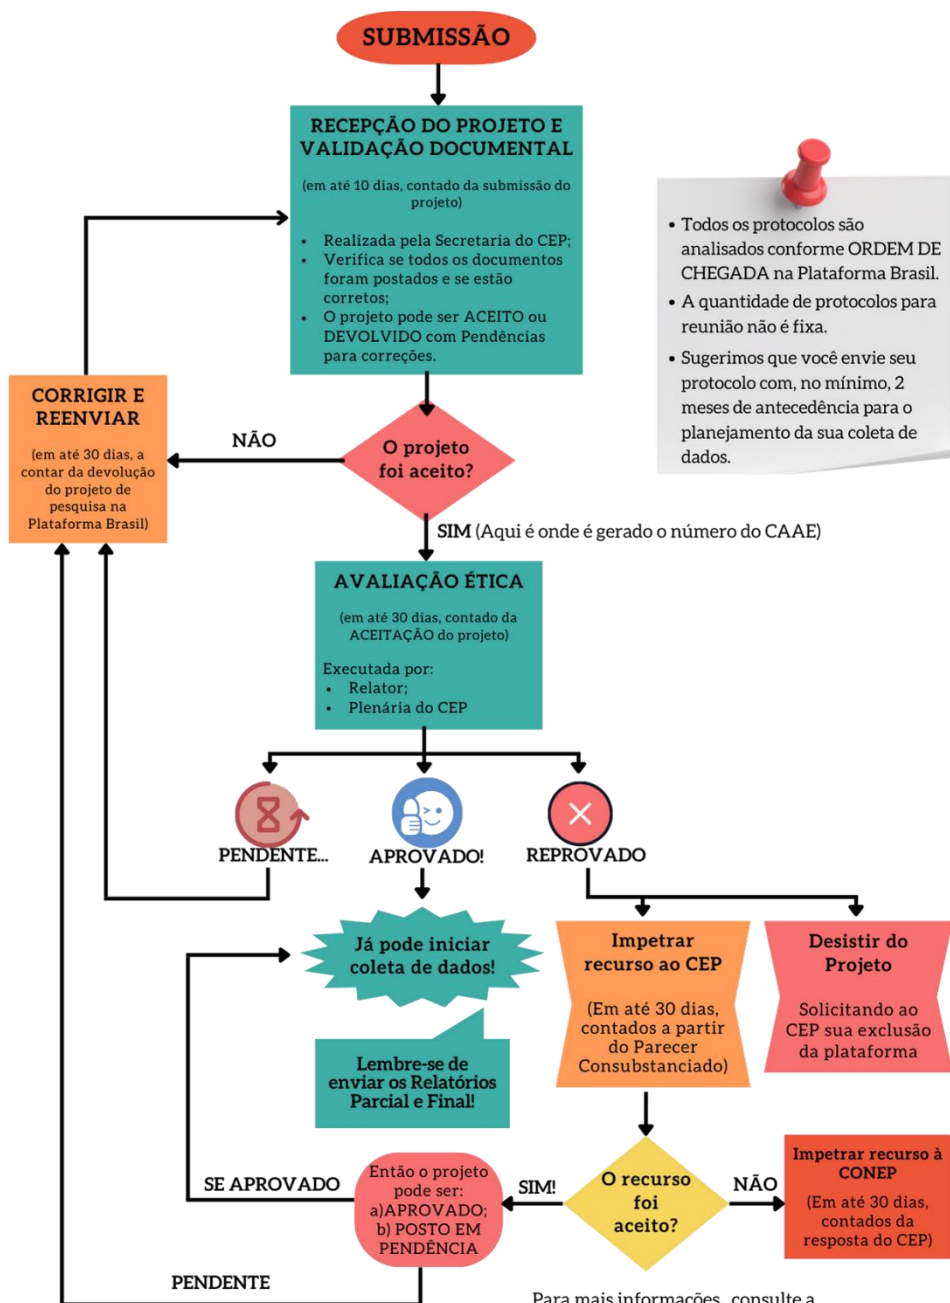 SUBMISSÃO
RECEPÇÃO DO PROJETO E
VALIDAÇÃO DOCUMENTAL
(em até 10 dias, contado da submissão do
projeto)
• Realizada pela Secretaria do CEP;
• Verifica se todos os documentos
foram postados e se estão
corretos;
• O projeto pode ser ACEITO ou
DEVOLVIDO com Pendências
para correções.
• Todos os protocolos são
analisados conforme ORDEM DE
CHEGADA na Plataforma Brasil.
• A quantidade de protocolos para
reunião não é fixa.
• Sugerimos que você envie seu
protocolo com, no mínimo, 2
meses de antecedência para o
planejamento da sua coleta de
dados.
CORRIGIR E
REENVIAR
(em até 30 dias, a
contar da devolução
do projeto de
pesquisa na
Plataforma Brasil)
NÃO
O projeto
foi aceito?
SIM (Aqui é onde é gerado o número do CAAE)
AVALIAÇÃO ÉTICA
(em até 30 dias, contado da
ACEITAÇÃO do projeto)
Executada por:
• Relator;
• Plenária do CEP
PENDENTE...
APROVADO!
REPROVADO
Já pode iniciar
coleta de dados!
Lembre-se de
enviar os Relatórios
Parcial e Final!
Impetrar
recurso ao CEP
(Em até 30 dias,
contados a partir
do Parecer
Consubstanciado)
Desistir do
Projeto
Solicitando ao
CEP sua exclusão
da plataforma
SE APROVADO
Então o projeto
pode ser:
a)APROVADO;
b) POSTO EM
PENDÊNCIA
SIM!
O recurso
foi
aceito?
NÃO
Impetrar recurso à
CONEP
(Em até 30 dias,
contados da
resposta do CEP)
PENDENTE
Para mais informações, consulte a